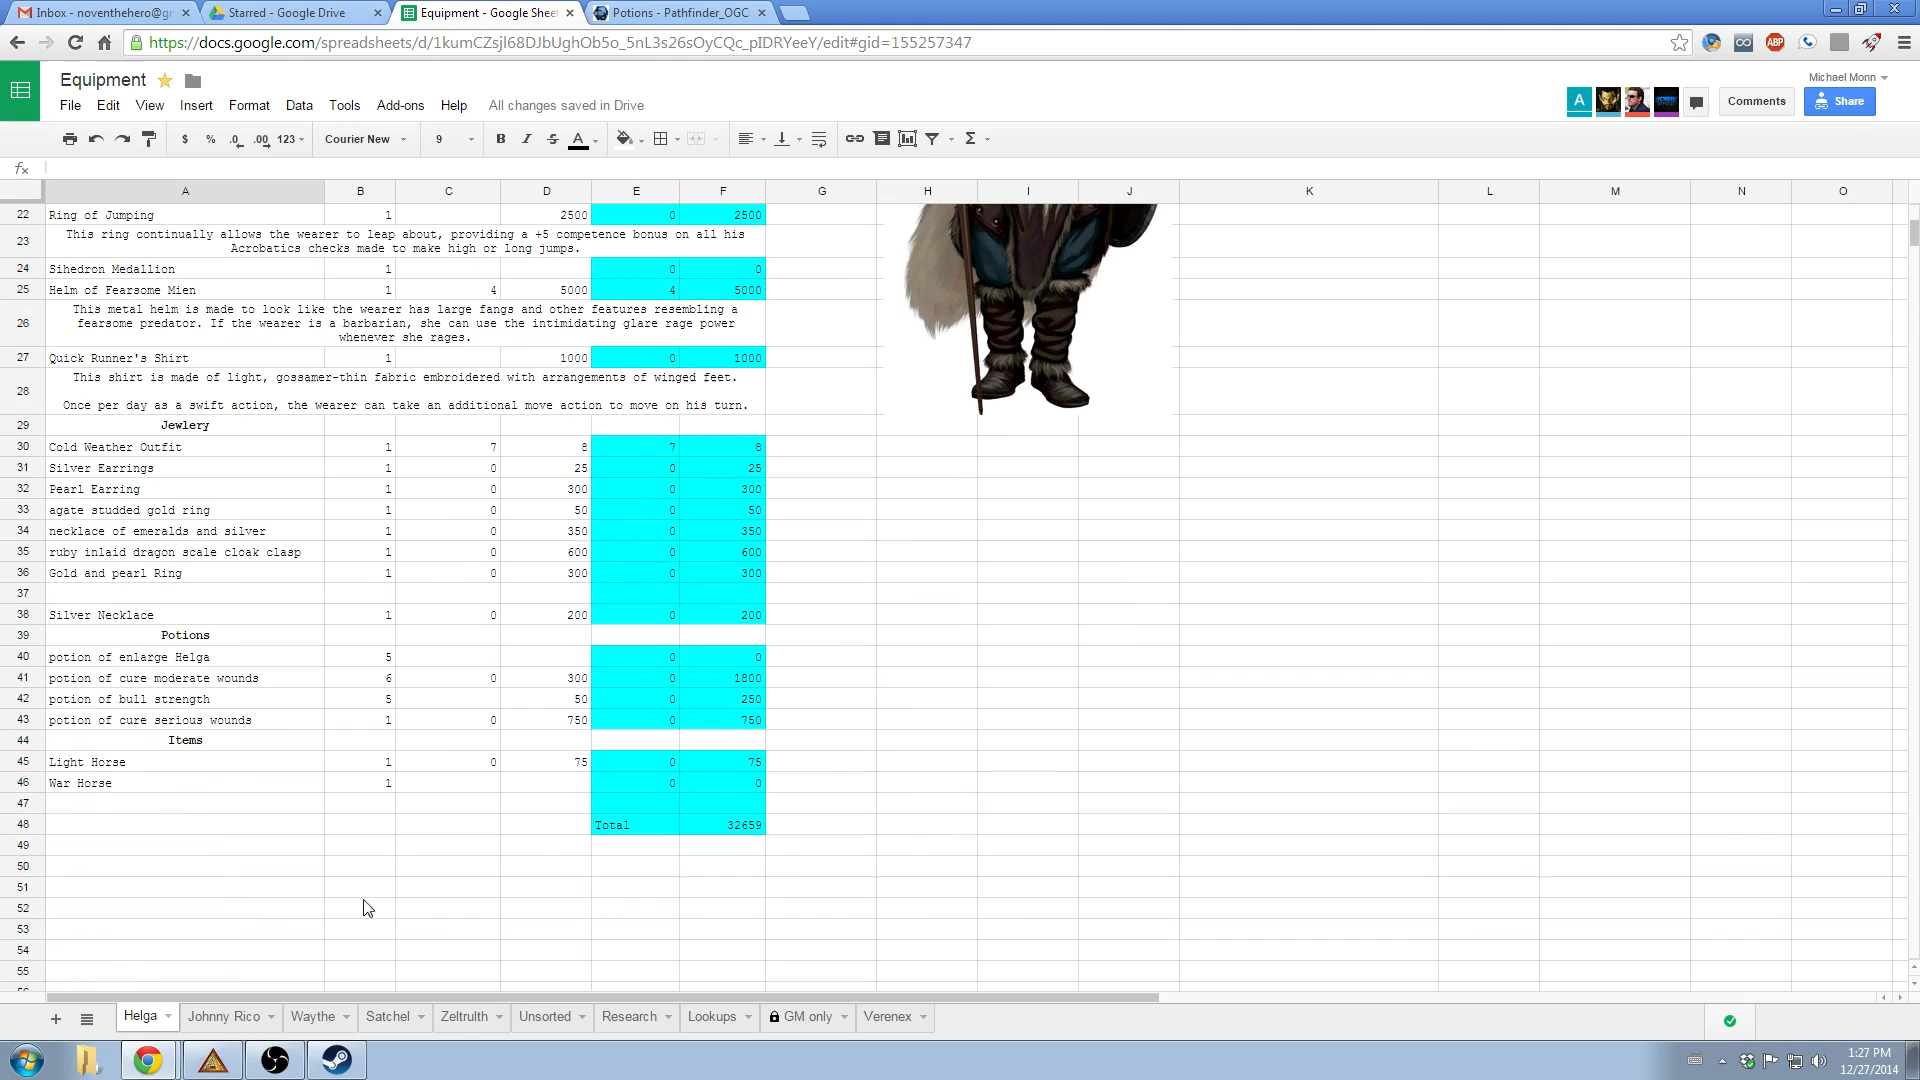 Inbox - noventhehero@gr
Starred - Google Drive
Equipment - Google Sheet
Potions - Pathfinder_OGC
https://docs.google.com/spreadsheets/d/1kumCZsjl68DJbUghOb5o_5nL3s26sOyCQc_pIDRYeeY/edit#gid=155257347
ABP
Equipment
Michael Monn
File Edit View Insert Format Data Tools Add-ons Help All changes saved in Drive
A
Comments
Share
$ % .0 .00 123 Courier New 9 B I S A Σ
fx
A B C D E F G H I J K L M N O
22 Ring of Jumping 1 2500 0 2500
23 This ring continually allows the wearer to leap about, providing a +5 competence bonus on all his
Acrobatics checks made to make high or long jumps.
24 Sihedron Medallion 1 0 0
25 Helm of Fearsome Mien 1 4 5000 4 5000
This metal helm is made to look like the wearer has large fangs and other features resembling a
26 fearsome predator. If the wearer is a barbarian, she can use the intimidating glare rage power
whenever she rages.
27 Quick Runner's Shirt 1 1000 0 1000
This shirt is made of light, gossamer-thin fabric embroidered with arrangements of winged feet.
28
Once per day as a swift action, the wearer can take an additional move action to move on his turn.
29 Jewlery
30 Cold Weather Outfit 1 7 8 7 8
31 Silver Earrings 1 0 25 0 25
32 Pearl Earring 1 0 300 0 300
33 agate studded gold ring 1 0 50 0 50
34 necklace of emeralds and silver 1 0 350 0 350
35 ruby inlaid dragon scale cloak clasp 1 0 600 0 600
36 Gold and pearl Ring 1 0 300 0 300
37
38 Silver Necklace 1 0 200 0 200
39 Potions
40 potion of enlarge Helga 5 0 0
41 potion of cure moderate wounds 6 0 300 0 1800
42 potion of bull strength 5 50 0 250
43 potion of cure serious wounds 1 0 750 0 750
44 Items
45 Light Horse 1 0 75 0 75
46 War Horse 1 0 0
47
48 Total 32659
49
50
51
52
53
54
55
56
+ Helga Johnny Rico Waythe Satchel Zeltrulth Unsorted Research Lookups GM only Verenex
1:27 PM
12/27/2014